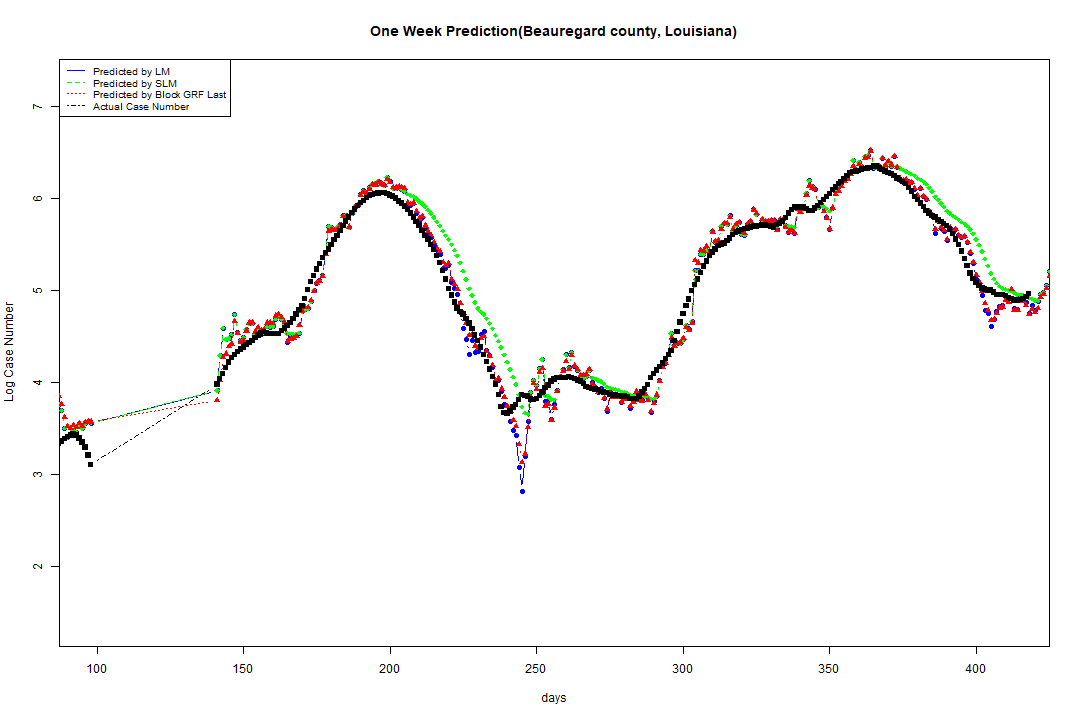 One Week Prediction(Beauregard county, Louisiana)
Predicted by LM
Predicted by SLM
Predicted by Block GRF Last
Actual Case Number
Log Case Number
7
6
5
4
3
2
100 150 200 250 300 350 400
days